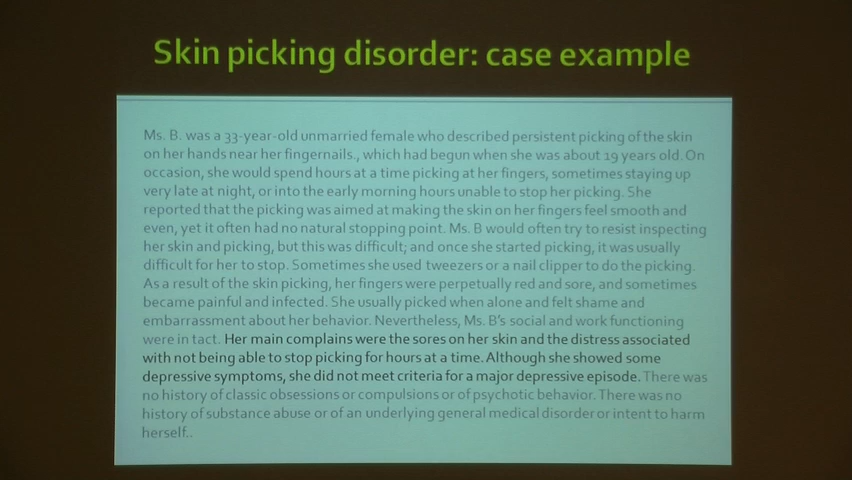 Skin picking disorder: case example
Ms. B. was a 33-year-old unmarried female who described persistent picking of the skin
on her hands near her fingernails., which had begun when she was about 19 years old. On
occasion, she would spend hours at a time picking at her fingers, sometimes staying up
very late at night, or into the early morning hours unable to stop her picking. She
reported that the picking was aimed at making the skin on her fingers feel smooth and
even, yet it often had no natural stopping point. Ms. B would often try to resist inspecting
her skin and picking, but this was difficult; and once she started picking, it was usually
difficult for her to stop. Sometimes she used tweezers or a nail clipper to do the picking.
As a result of the skin picking, her fingers were perpetually red and sore, and sometimes
became painful and infected. She usually picked when alone and felt shame and
embarrassment about her behavior. Nevertheless, Ms. B's social and work functioning
were in tact. Her main complains were the sores on her skin and the distress associated
with not being able to stop picking for hours at a time. Although she showed some
depressive symptoms, she did not meet criteria for a major depressive episode. There was
no history of classic obsessions or compulsions or of psychotic behavior. There was no
history of substance abuse or of an underlying general medical disorder or intent to harm
herself..